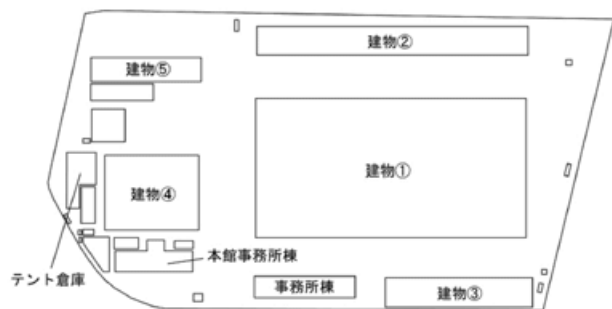 建物②
建物⑤
建物①
建物④
本館事務所棟
テント倉庫
事務所棟
建物③